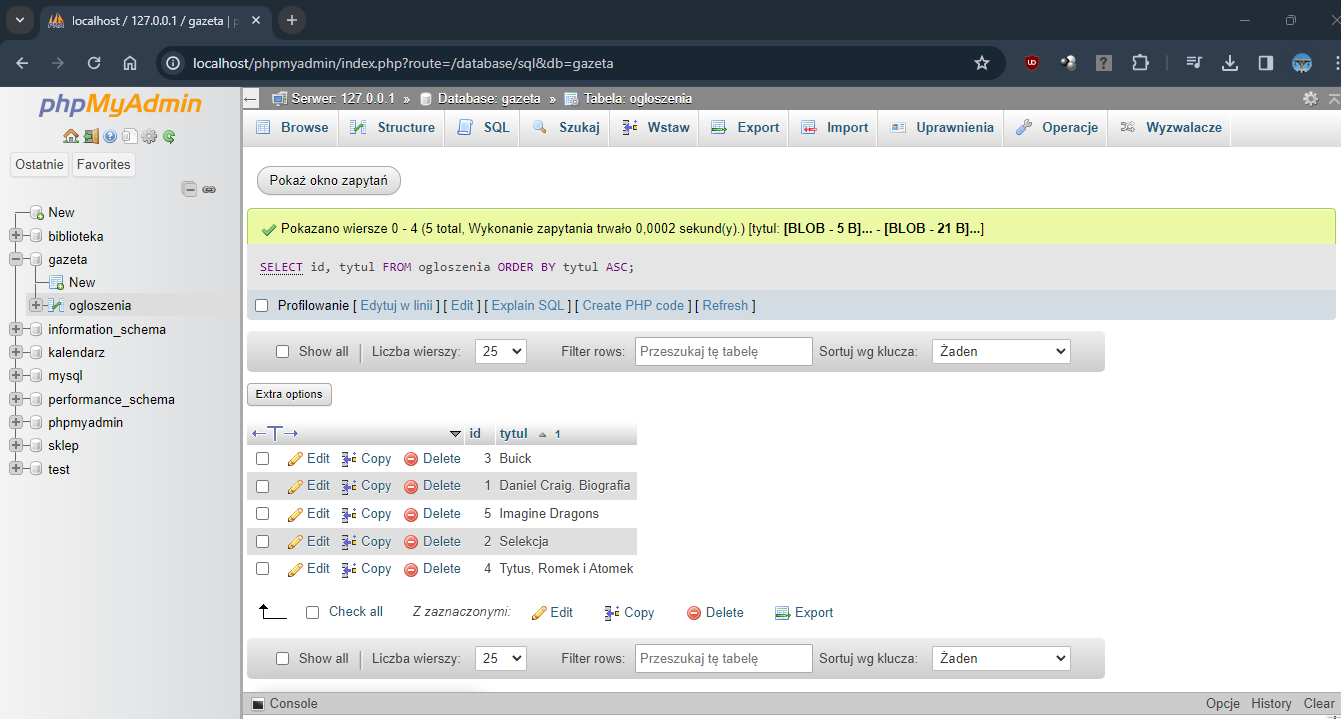 localhost / 127.0.0.1 / gazeta |
localhost/phpmyadmin/index.php?route=/database/sql&db=gazeta
phpMyAdmin
Ostatnie Favorites
New
biblioteka
gazeta
New
ogloszenia
information_schema
kalendarz
mysql
performance_schema
phpmyadmin
sklep
test
Serwer: 127.0.0.1 » Database: gazeta » Tabela: ogloszenia
Browse Structure SQL Szukaj Wstaw Export Import Uprawnienia Operacje Wyzwalacze
Pokaż okno zapytań
Pokazano wiersze 0 - 4 (5 total, Wykonanie zapytania trwało 0,0002 sekund(y).) [tytul: [BLOB - 5 B]... - [BLOB - 21 B]...]
SELECT id, tytul FROM ogloszenia ORDER BY tytul ASC;
Profilowanie [ Edytuj w linii ] [ Edit ] [ Explain SQL ] [ Create PHP code ] [ Refresh ]
Show all | Liczba wierszy: 25 Filter rows: Przeszukaj tę tabelę Sortuj wg klucza: Żaden
Extra options
←T→ id tytul 1
Edit Copy Delete 3 Buick
Edit Copy Delete 1 Daniel Craig. Biografia
Edit Copy Delete 5 Imagine Dragons
Edit Copy Delete 2 Selekcja
Edit Copy Delete 4 Tytus, Romek i Atomek
Check all Z zaznaczonymi: Edit Copy Delete Export
Show all | Liczba wierszy: 25 Filter rows: Przeszukaj tę tabelę Sortuj wg klucza: Żaden
Console Opcje History Clear